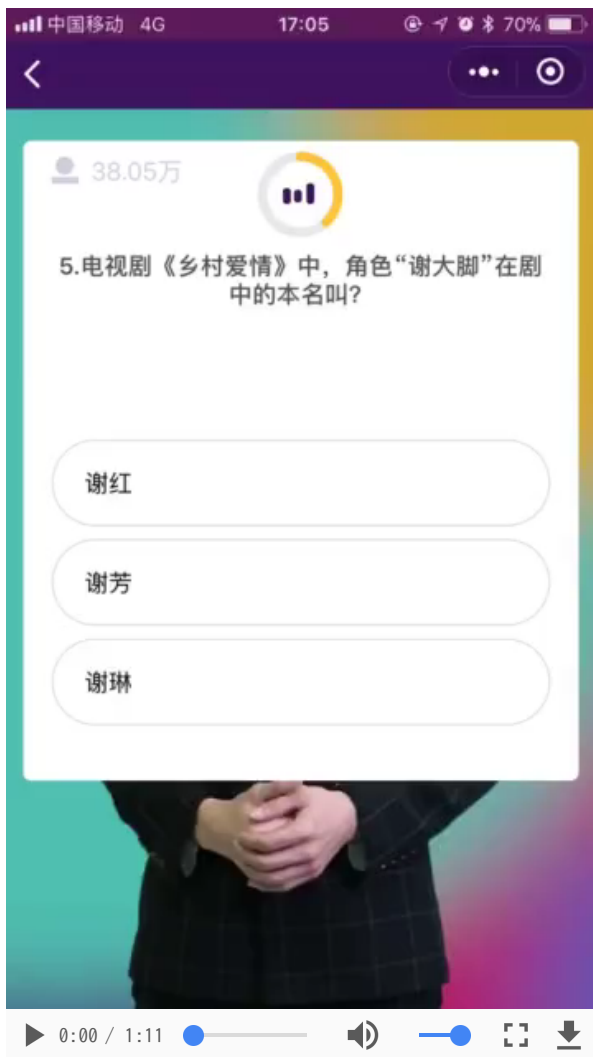 中国移动 4G 17:05 70%
38.05万
5.电视剧《乡村爱情》中，角色“谢大脚”在剧
中的本名叫?
谢红
谢芳
谢琳
0:00 / 1:11